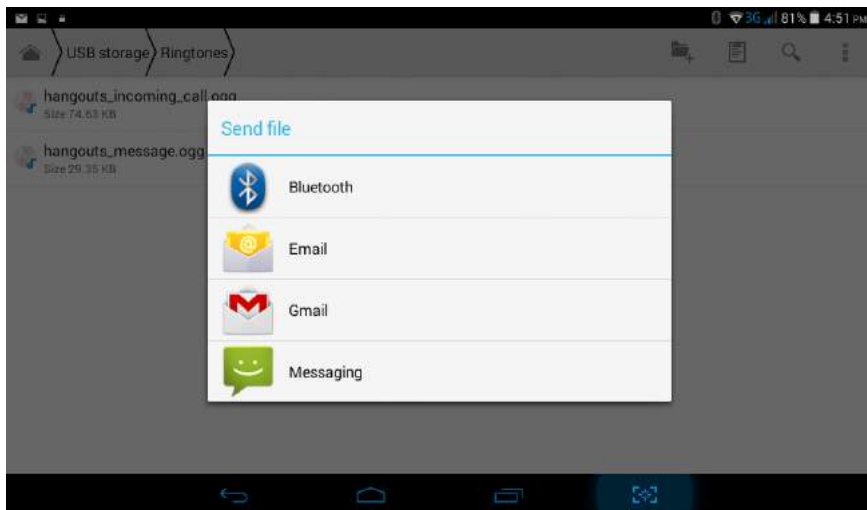 3G 81% 4:51 PM
USB storage Ringtones
hangouts_incoming_call.ogg
Size:74.63 KB
hangouts_message.ogg
Size:29.35 KB
Send file
Bluetooth
Email
Gmail
Messaging